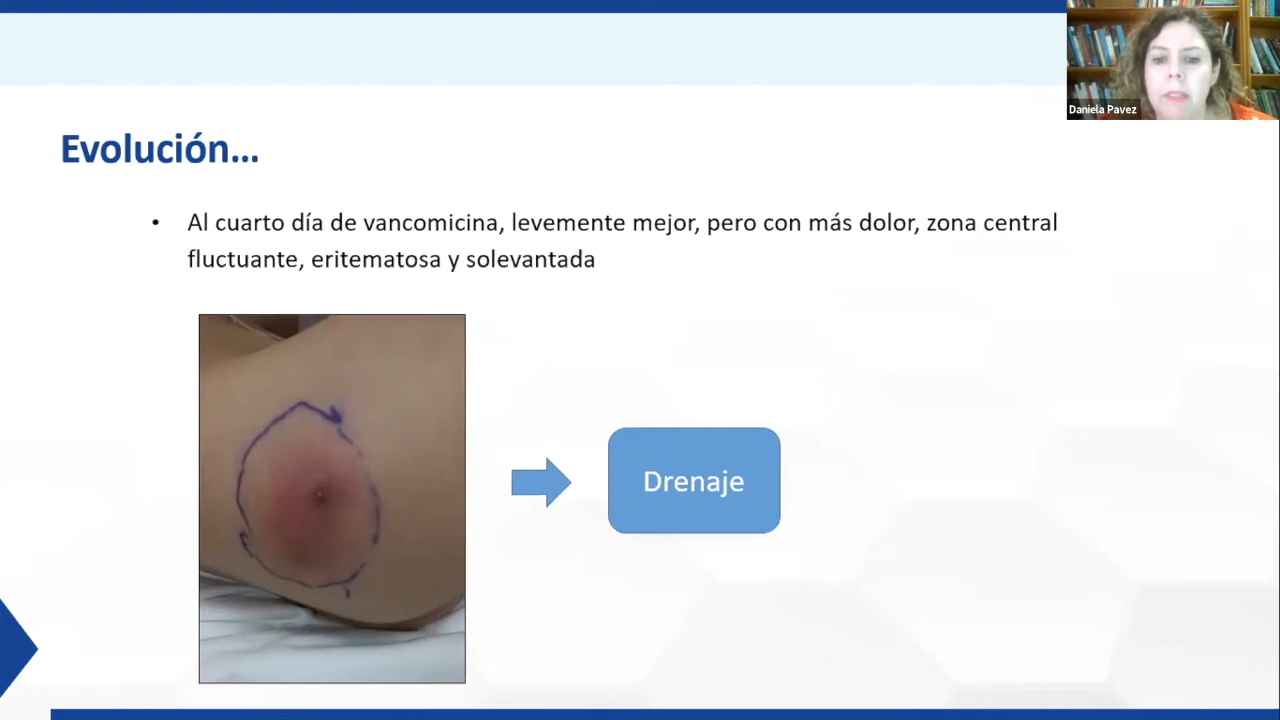 Daniela Pavez
Evolución...
• Al cuarto día de vancomicina, levemente mejor, pero con más dolor, zona central
fluctuante, eritematosa y solevantada
Drenaje